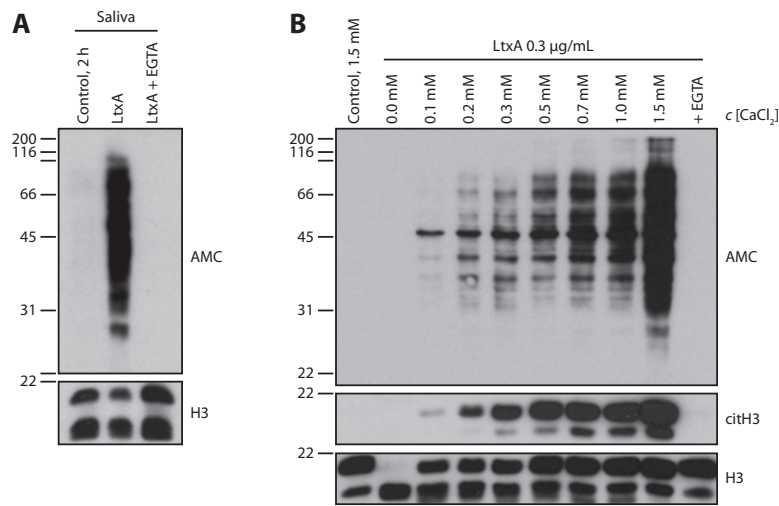 A
Saliva
Control, 2 h
LtxA
LtxA + EGTA
200
116
66
45
31
22
AMC
22
H3
B
Control, 1.5 mM
LtxA 0.3 µg/mL
0.0 mM
0.1 mM
0.2 mM
0.3 mM
0.5 mM
0.7 mM
1.0 mM
1.5 mM
+ EGTA
c [CaCl₂]
200
116
66
45
31
22
AMC
22
citH3
22
H3